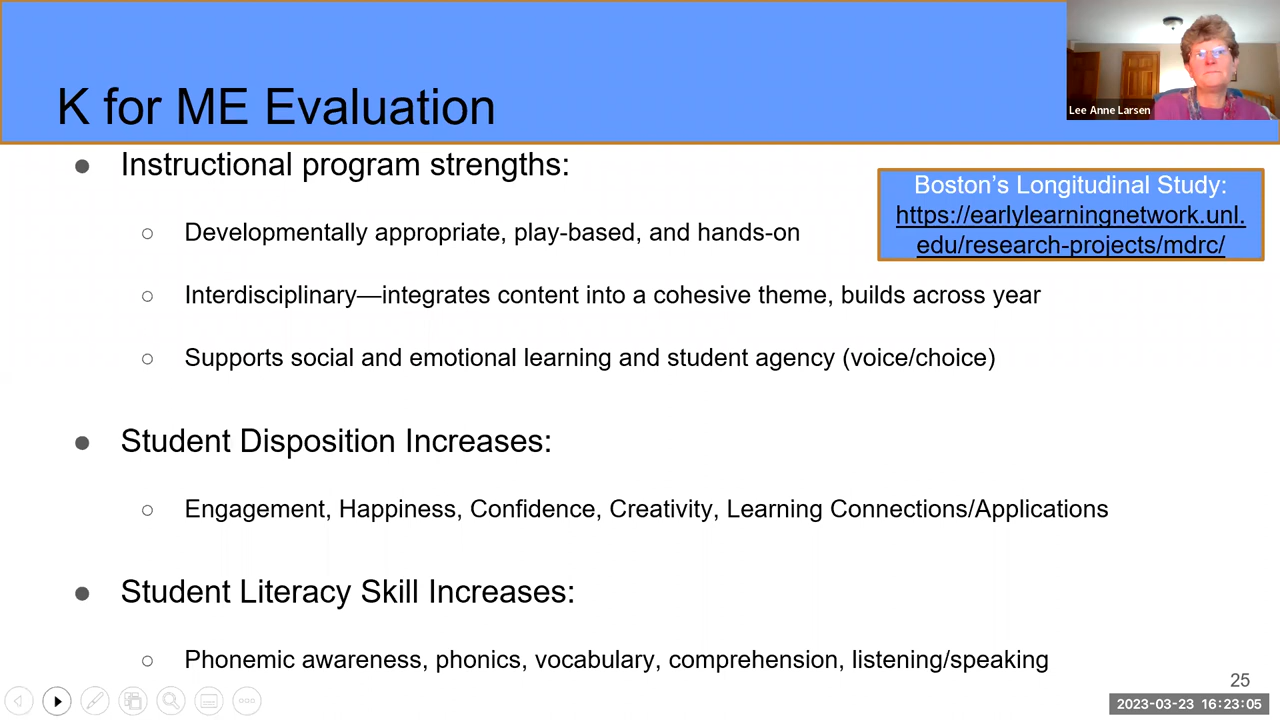 K for ME Evaluation
Lee Anne Larsen
● Instructional program strengths:
Boston’s Longitudinal Study:
https://earlylearningnetwork.unl.
edu/research-projects/mdrc/
○ Developmentally appropriate, play-based, and hands-on
○ Interdisciplinary—integrates content into a cohesive theme, builds across year
○ Supports social and emotional learning and student agency (voice/choice)
● Student Disposition Increases:
○ Engagement, Happiness, Confidence, Creativity, Learning Connections/Applications
● Student Literacy Skill Increases:
○ Phonemic awareness, phonics, vocabulary, comprehension, listening/speaking
25
2023-03-23 16:23:05